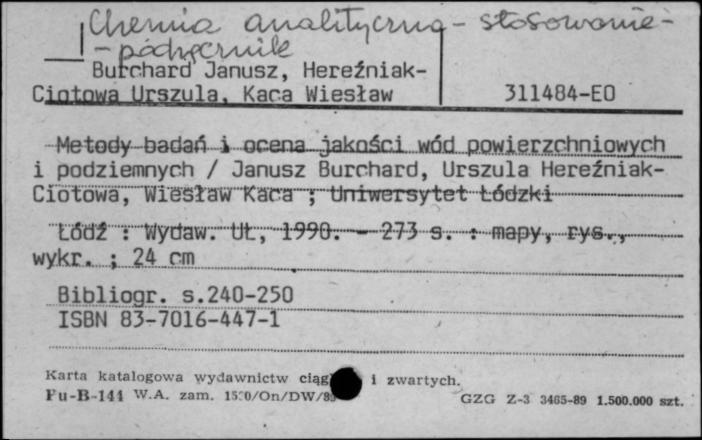 Chemia analityczna - stosowanie -
- podręcznik
Burchard Janusz, Hereźniak-
Ciotowa Urszula, Kaca Wiesław 311484-EO
Metody badań i ocena jakości wód powierzchniowych
i podziemnych / Janusz Burchard, Urszula Hereźniak-
Ciotowa, Wiesław Kaca ; Uniwersytet Łódzki
Łódź : Wydaw. UŁ, 1990. - 273 s. : mapy, rys.,
wykr. ; 24 cm
Bibliogr. s.240-250
ISBN 83-7016-447-1
Karta katalogowa wydawnictw i zwartych.
Pu-B-144 W.A. zam. GZG Z-3 3465-89 1.500.000 szt.